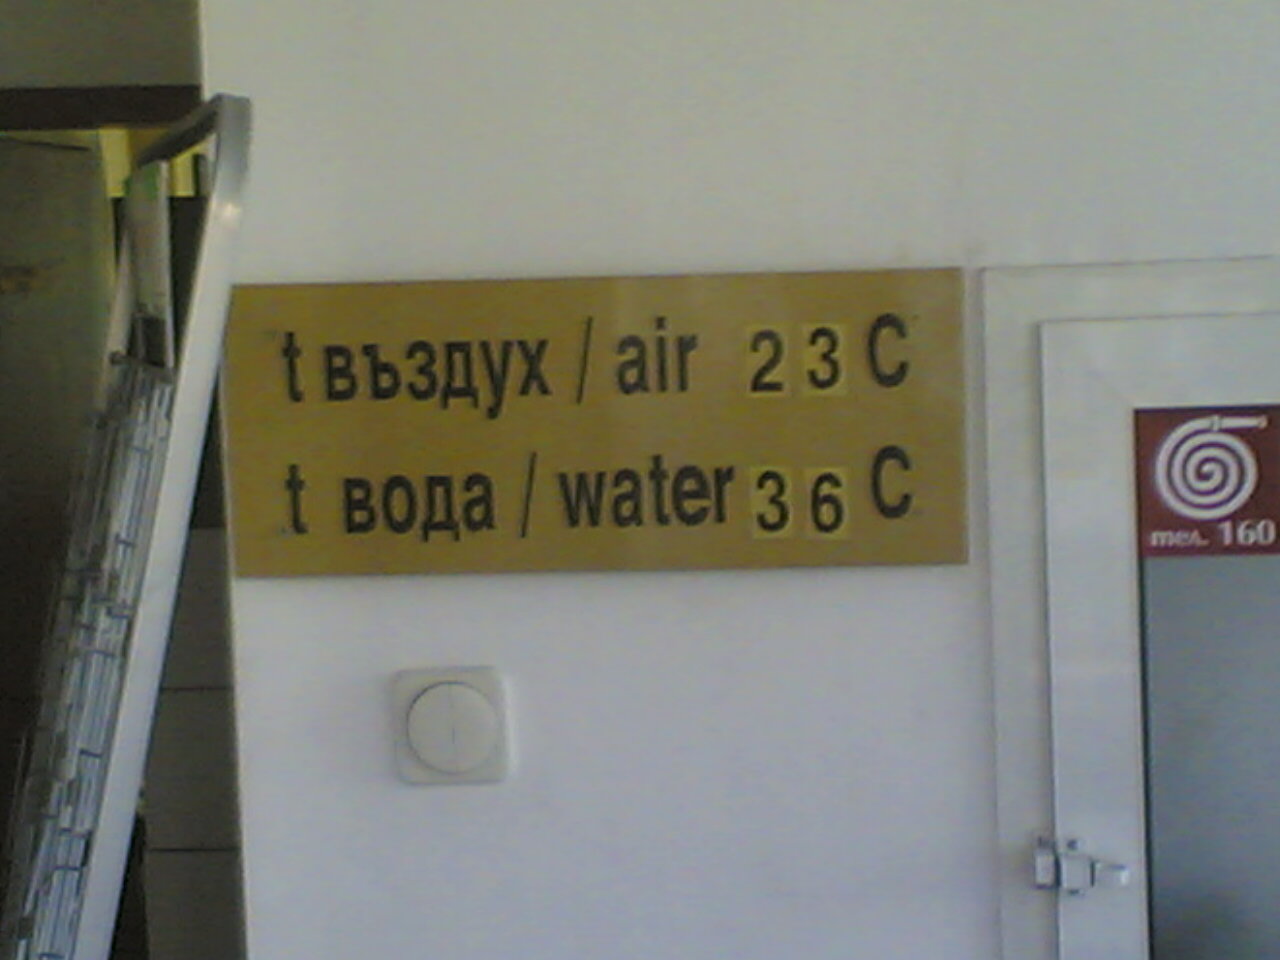 t въздух / air 23 C
t вода / water 36 C
тел. 160